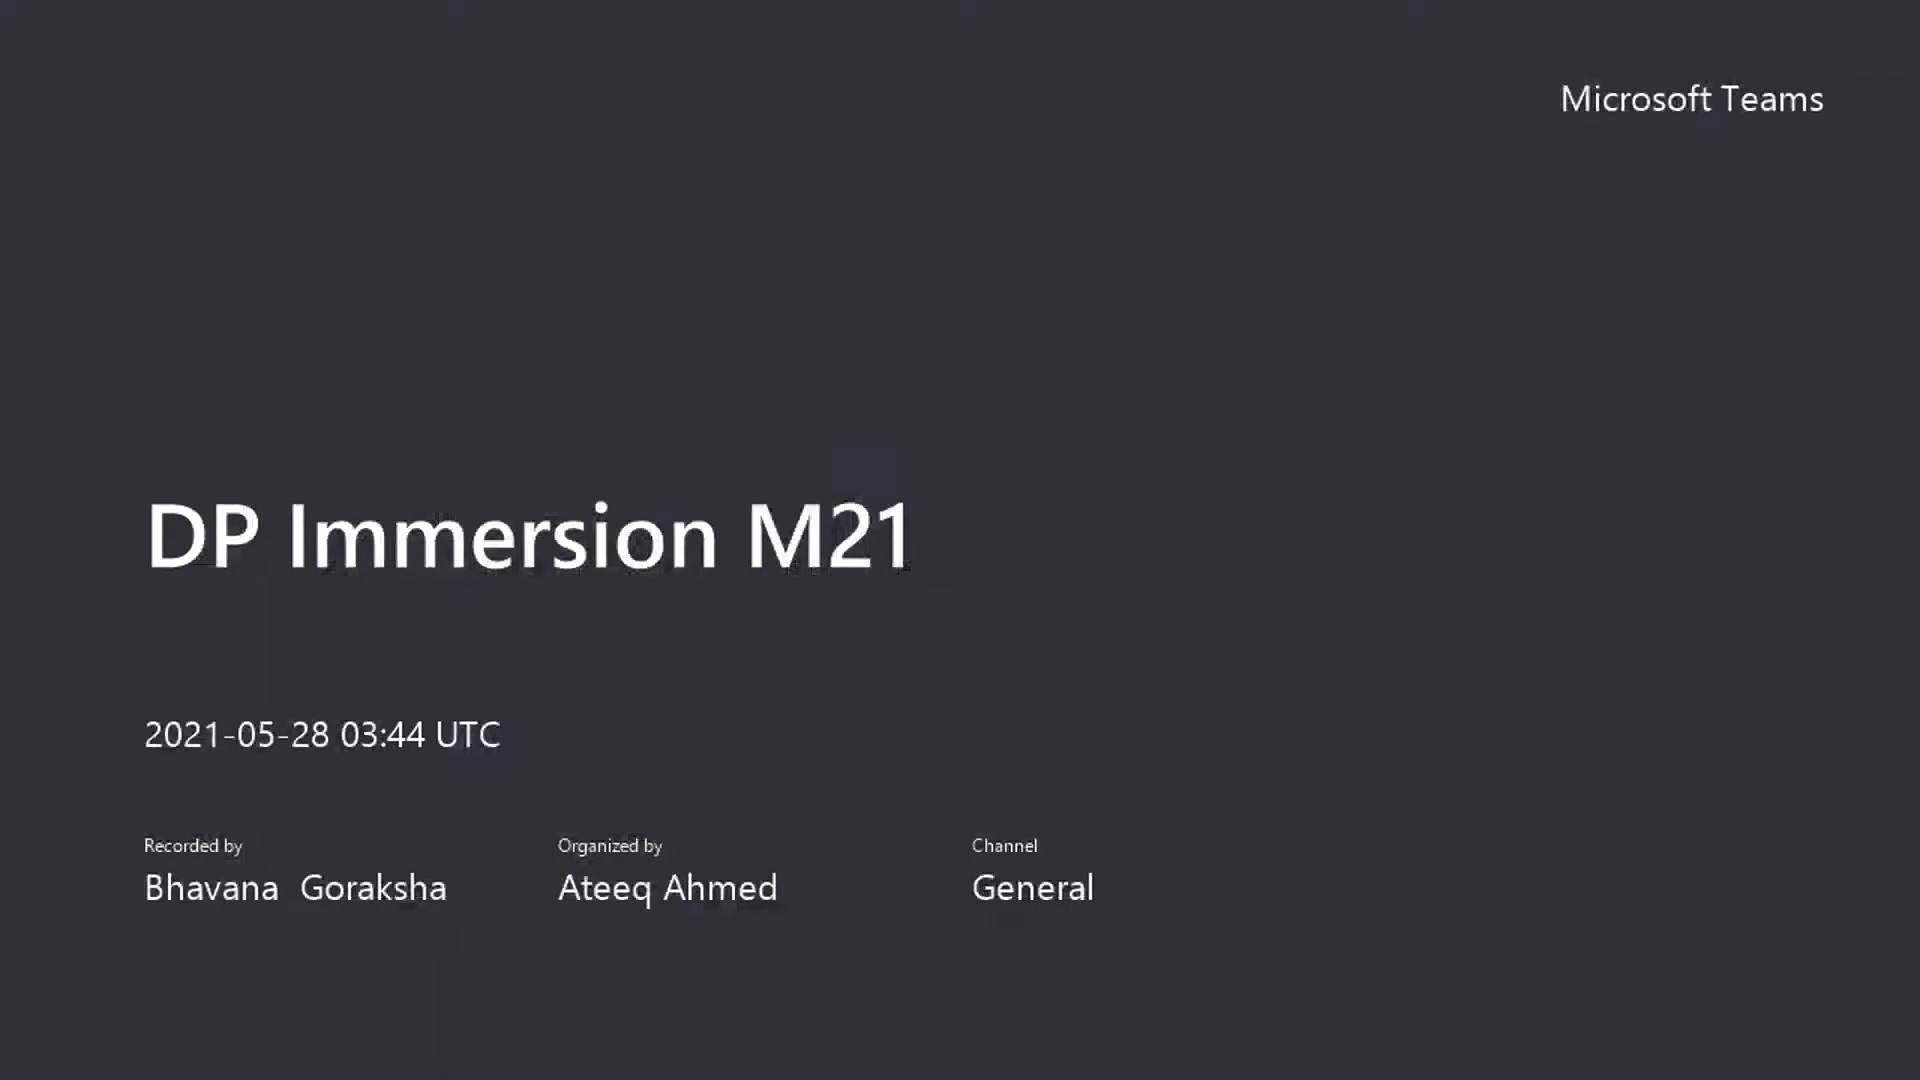 Microsoft Teams
DP Immersion M21
2021-05-28 03:44 UTC
Recorded by
Bhavana  Goraksha
Organized by
Ateeq Ahmed
Channel
General